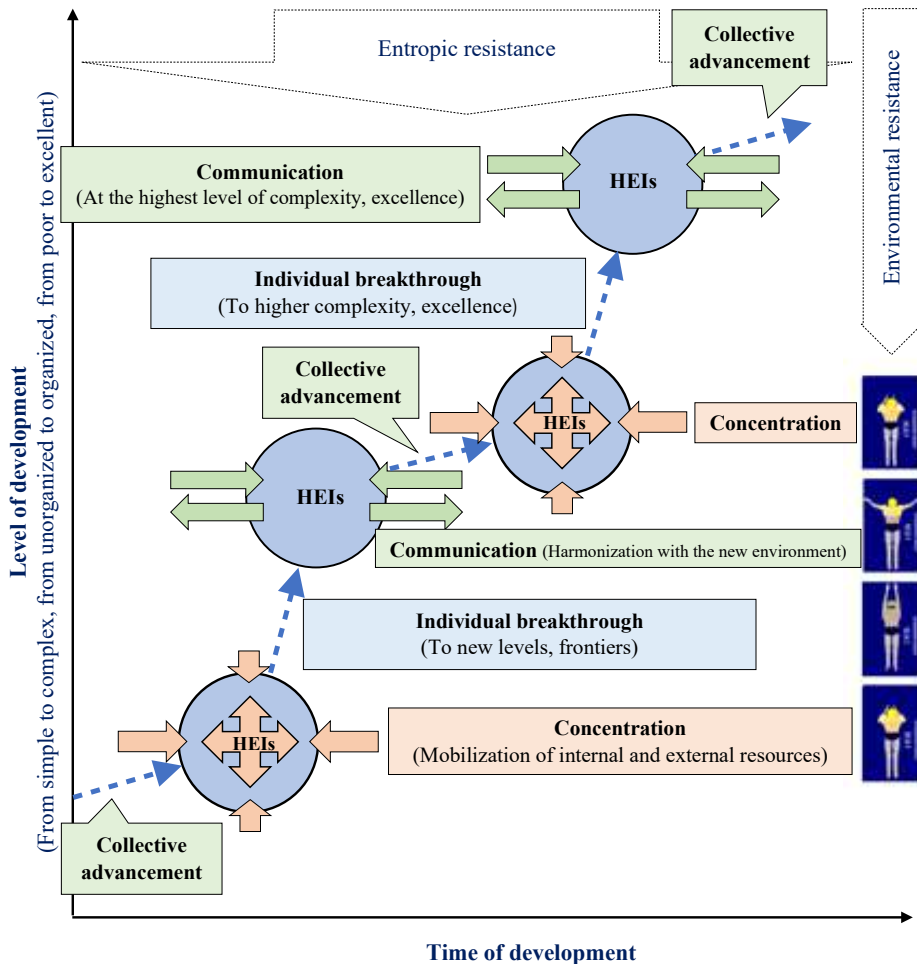 Entropic resistance
Collective
advancement
Environmental resistance
Communication
(At the highest level of complexity, excellence)
HEIs
Individual breakthrough
(To higher complexity, excellence)
Collective
advancement
HEIs
Concentration
HEIs
Communication (Harmonization with the new environment)
Individual breakthrough
(To new levels, frontiers)
HEIs
Concentration
(Mobilization of internal and external resources)
Collective
advancement
Level of development
(From simple to complex, from unorganized to organized, from poor to excellent)
Time of development